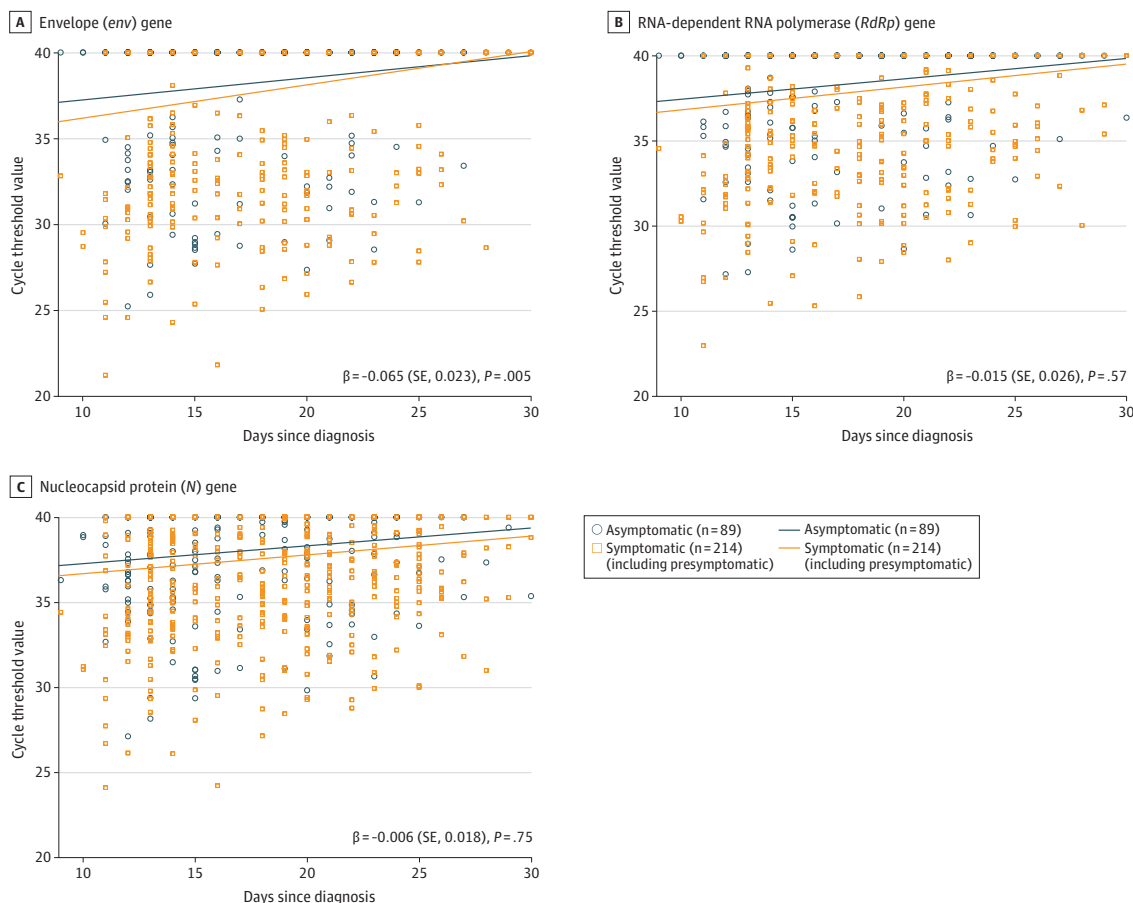 A Envelope (env) gene
40
35
30
25
20
Cycle threshold value
β=-0.065 (SE, 0.023), P=.005
10 15 20 25 30
Days since diagnosis
B RNA-dependent RNA polymerase (RdRp) gene
40
35
30
25
20
Cycle threshold value
β=-0.015 (SE, 0.026), P=.57
10 15 20 25 30
Days since diagnosis
C Nucleocapsid protein (N) gene
40
35
30
25
20
Cycle threshold value
β=-0.006 (SE, 0.018), P=.75
10 15 20 25 30
Days since diagnosis
Asymptomatic (n=89) Asymptomatic (n=89)
Symptomatic (n=214) Symptomatic (n=214)
(including presymptomatic) (including presymptomatic)